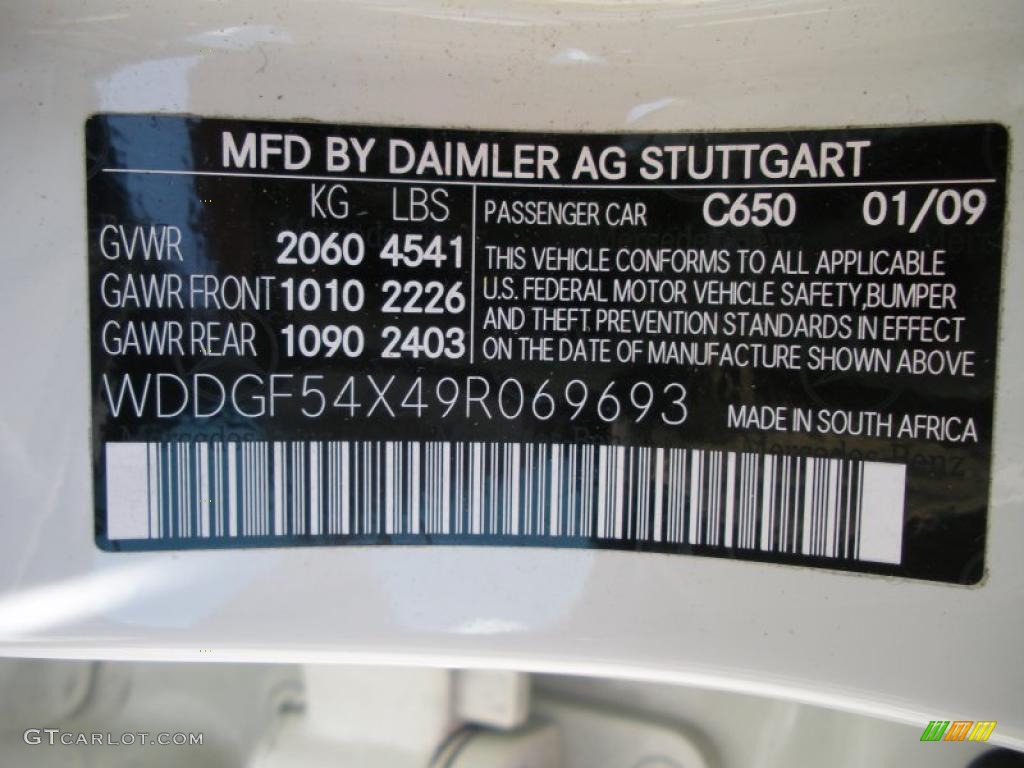 MFD BY DAIMLER AG STUTTGART
KG LBS
GVWR 2060 4541
GAWR FRONT 1010 2226
GAWR REAR 1090 2403
PASSENGER CAR C650 01/09
THIS VEHICLE CONFORMS TO ALL APPLICABLE
U.S. FEDERAL MOTOR VEHICLE SAFETY,BUMPER
AND THEFT PREVENTION STANDARDS IN EFFECT
ON THE DATE OF MANUFACTURE SHOWN ABOVE
WDDGF54X49R069693
MADE IN SOUTH AFRICA
Mercedes-Benz
GTCARLOT.COM